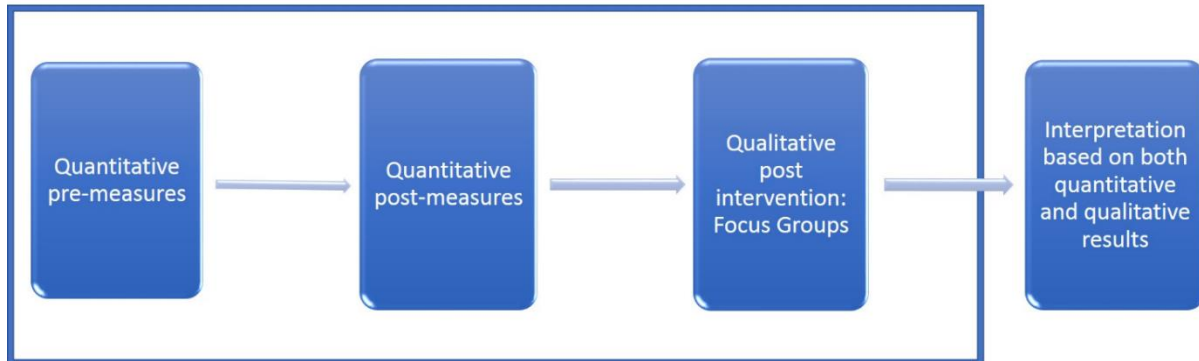 Quantitative
pre-measures
Quantitative
post-measures
Qualitative
post
intervention:
Focus Groups
Interpretation
based on both
quantitative
and qualitative
results